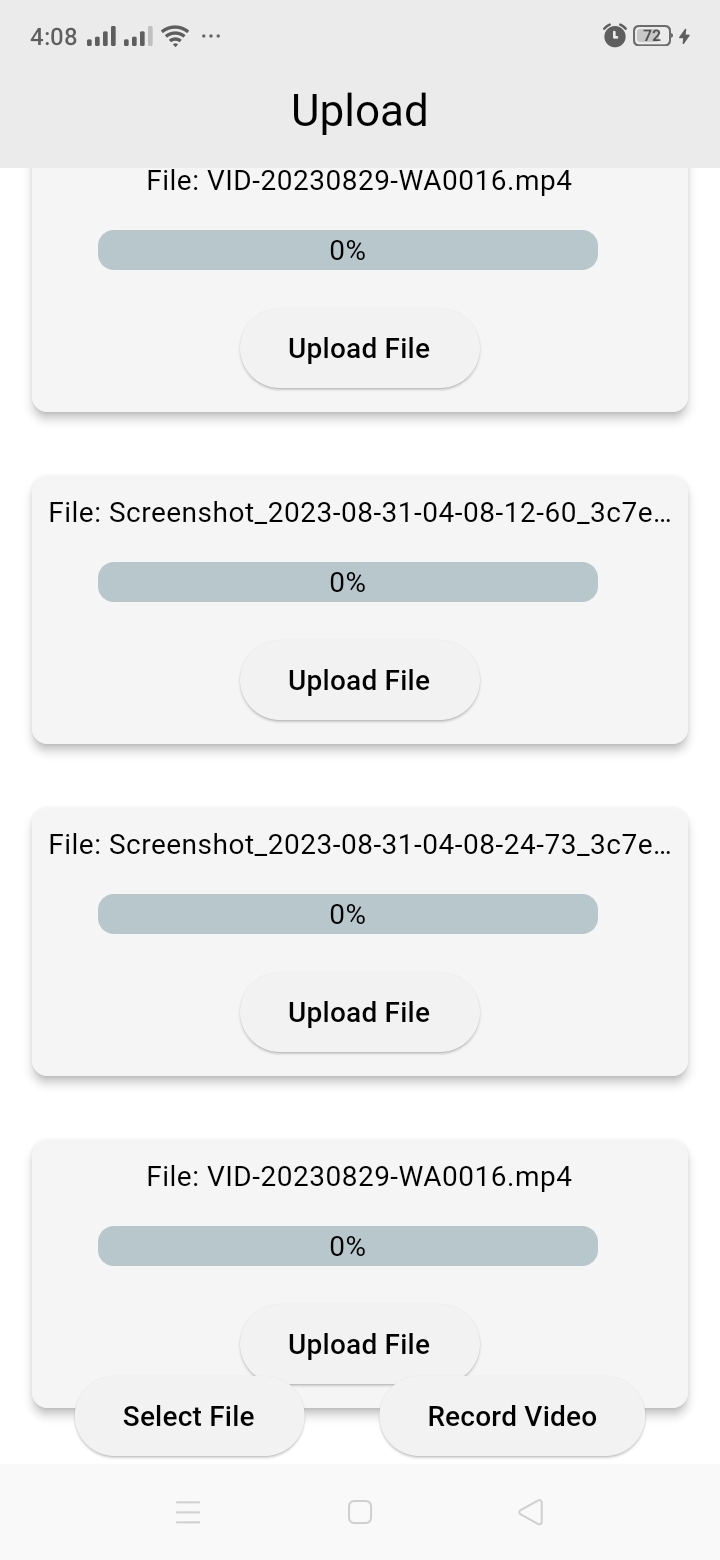 4:08
72
Upload
File: VID-20230829-WA0016.mp4
0%
Upload File
File: Screenshot_2023-08-31-04-08-12-60_3c7e...
0%
Upload File
File: Screenshot_2023-08-31-04-08-24-73_3c7e...
0%
Upload File
File: VID-20230829-WA0016.mp4
0%
Upload File
Select File
Record Video